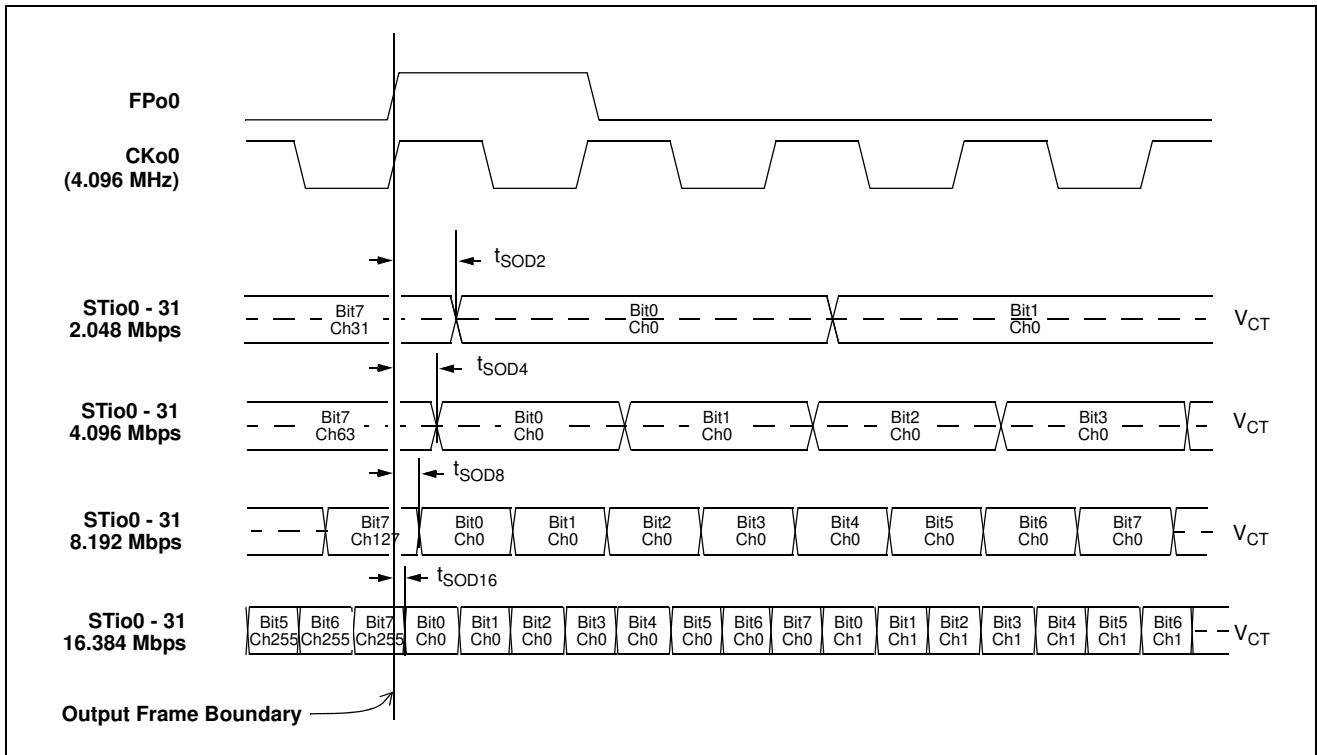 FPo0
CKo0
(4.096 MHz)
tSOD2
STio0 - 31
2.048 Mbps
Bit7
Ch31
Bit0
Ch0
Bit1
Ch0
VCT
tSOD4
STio0 - 31
4.096 Mbps
Bit7
Ch63
Bit0
Ch0
Bit1
Ch0
Bit2
Ch0
Bit3
Ch0
VCT
tSOD8
STio0 - 31
8.192 Mbps
Bit7
Ch127
Bit0
Ch0
Bit1
Ch0
Bit2
Ch0
Bit3
Ch0
Bit4
Ch0
Bit5
Ch0
Bit6
Ch0
Bit7
Ch0
VCT
tSOD16
STio0 - 31
16.384 Mbps
Bit5
Ch255
Bit6
Ch255
Bit7
Ch255
Bit0
Ch0
Bit1
Ch0
Bit2
Ch0
Bit3
Ch0
Bit4
Ch0
Bit5
Ch0
Bit6
Ch0
Bit7
Ch0
Bit0
Ch1
Bit1
Ch1
Bit2
Ch1
Bit3
Ch1
Bit4
Ch1
Bit5
Ch1
Bit6
Ch1
VCT
Output Frame Boundary